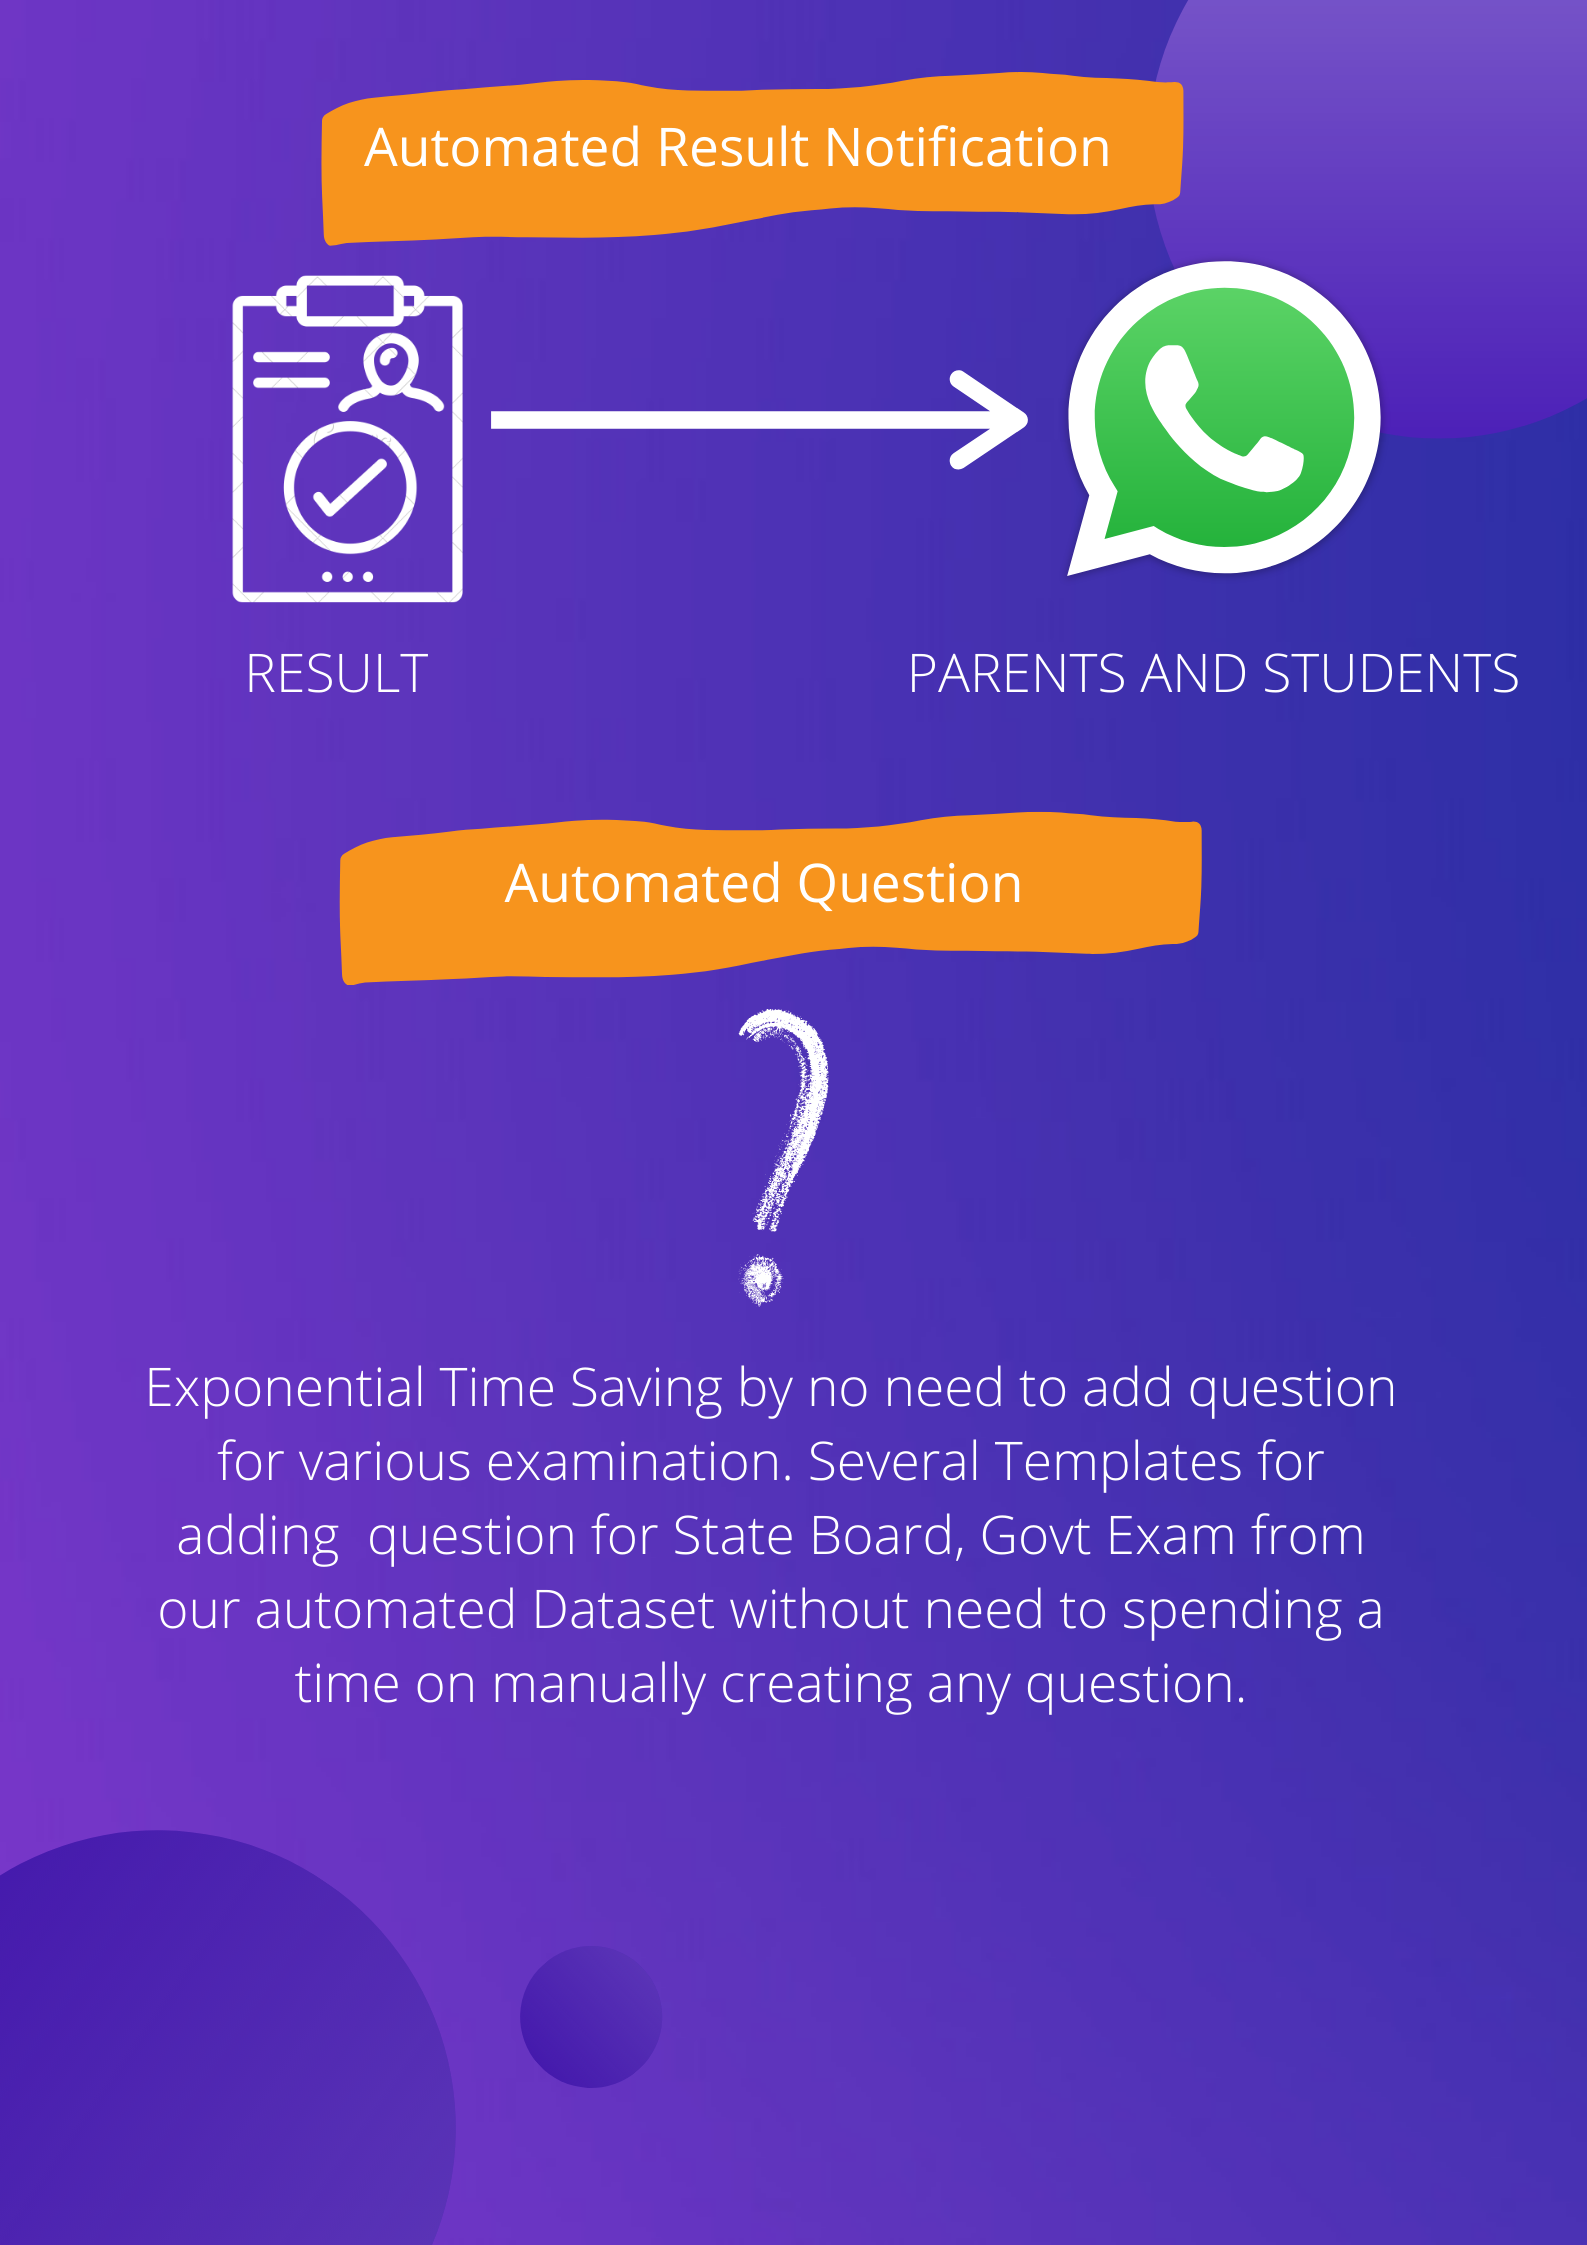 Automated Result Notification
RESULT
PARENTS AND STUDENTS
Automated Question
?
Exponential Time Saving by no need to add question
for various examination. Several Templates for
adding  question for State Board, Govt Exam from
our automated Dataset without need to spending a
time on manually creating any question.